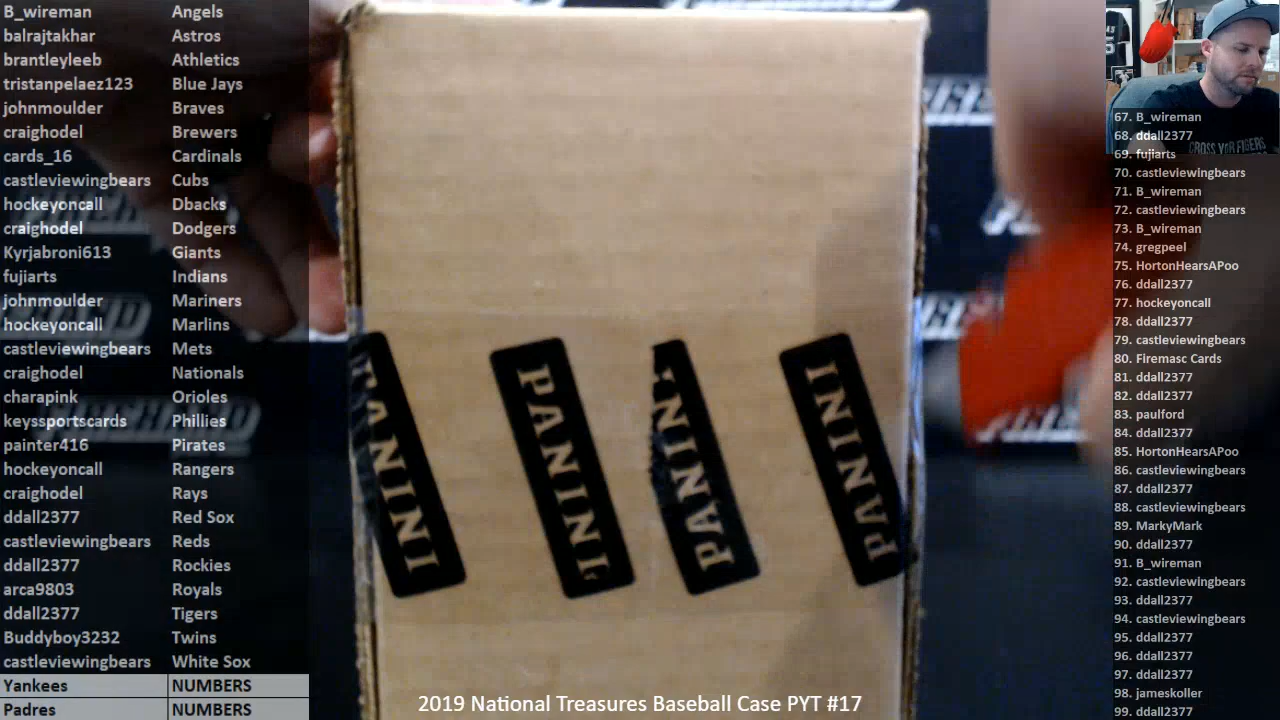 B_wireman Angels
balrajtakhar Astros
brantleyleeb Athletics
tristanpelaez123 Blue Jays
johnmoulder Braves
craighodel Brewers
cards_16 Cardinals
castleviewingbears Cubs
hockeyoncall Dbacks
craighodel Dodgers
Kyrjabroni613 Giants
fujiarts Indians
johnmoulder Mariners
hockeyoncall Marlins
castleviewingbears Mets
craighodel Nationals
charapink Orioles
keyssportscards Phillies
painter416 Pirates
hockeyoncall Rangers
craighodel Rays
ddall2377 Red Sox
castleviewingbears Reds
ddall2377 Rockies
arca9803 Royals
ddall2377 Tigers
Buddyboy3232 Twins
castleviewingbears White Sox
Yankees NUMBERS
Padres NUMBERS
PANINI
PANINI
PANINI
2019 National Treasures Baseball Case PYT #17
CROSS YOUR FIGERS
67. B_wireman
68. ddall2377
69. fujiarts
70. castleviewingbears
71. B_wireman
72. castleviewingbears
73. B_wireman
74. gregpeel
75. HortonHearsAPoo
76. ddall2377
77. hockeyoncall
78. ddall2377
79. castleviewingbears
80. Firemasc Cards
81. ddall2377
82. ddall2377
83. paulford
84. ddall2377
85. HortonHearsAPoo
86. castleviewingbears
87. ddall2377
88. castleviewingbears
89. MarkyMark
90. ddall2377
91. B_wireman
92. castleviewingbears
93. ddall2377
94. castleviewingbears
95. ddall2377
96. ddall2377
97. ddall2377
98. jameskoller
99. ddall2377